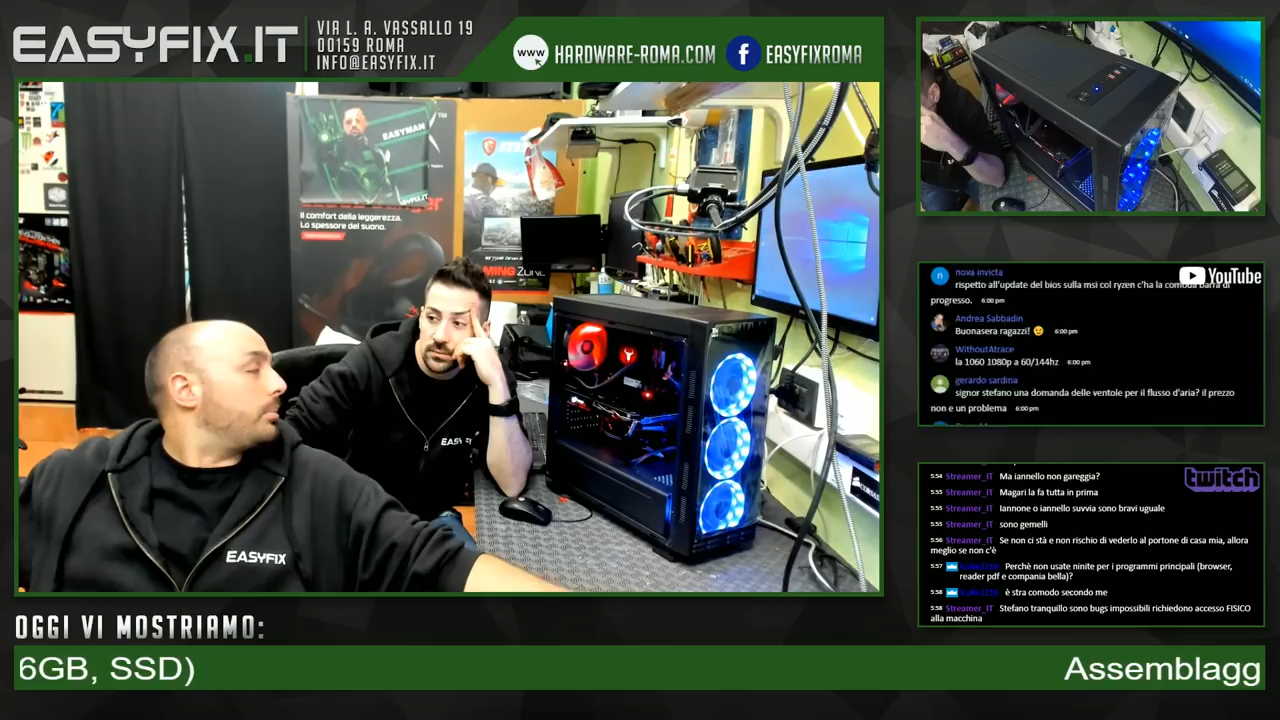 EASYFIX.IT
VIA L. A. VASSALLO 19
00159 ROMA
INFO@EASYFIX.IT
WWW
HARDWARE-ROMA.COM
f EASYFIXROMA
EASYMAN
Il comfort della leggerezza.
Lo spessore del suono.
EASYFIX
YouTube
nova invicta
rispetto all'update del bios sulla msi col ryzen c'ha la comoda barra di
progresso. 6:00 pm
Andrea Sabbadin
Buonasera ragazzi! 😉 6:00 pm
WithoutAtrace
la 1060 1080p a 60/144hz 6:00 pm
gerardo sardina
signor stefano una domanda delle ventole per il flusso d'aria? il prezzo
non e un problema 6:00 pm
twitch
5:54 Streamer_IT Ma iannello non gareggia?
5:55 Streamer_IT Magari la fa tutta in prima
5:55 Streamer_IT Iannone o iannello suvvia sono bravi uguale
5:55 Streamer_IT sono gemelli
5:56 Streamer_IT Se non ci stà e non rischio di vederlo al portone di casa mia, allora
meglio se non c'è
5:57 Perchè non usate ninite per i programmi principali (browser,
reader pdf e compania bella)?
5:58 è stra comodo secondo me
5:58 Streamer_IT Stefano tranquillo sono bugs impossibili richiedono accesso FISICO
alla macchina
OGGI VI MOSTRIAMO:
6GB, SSD) Assemblagg